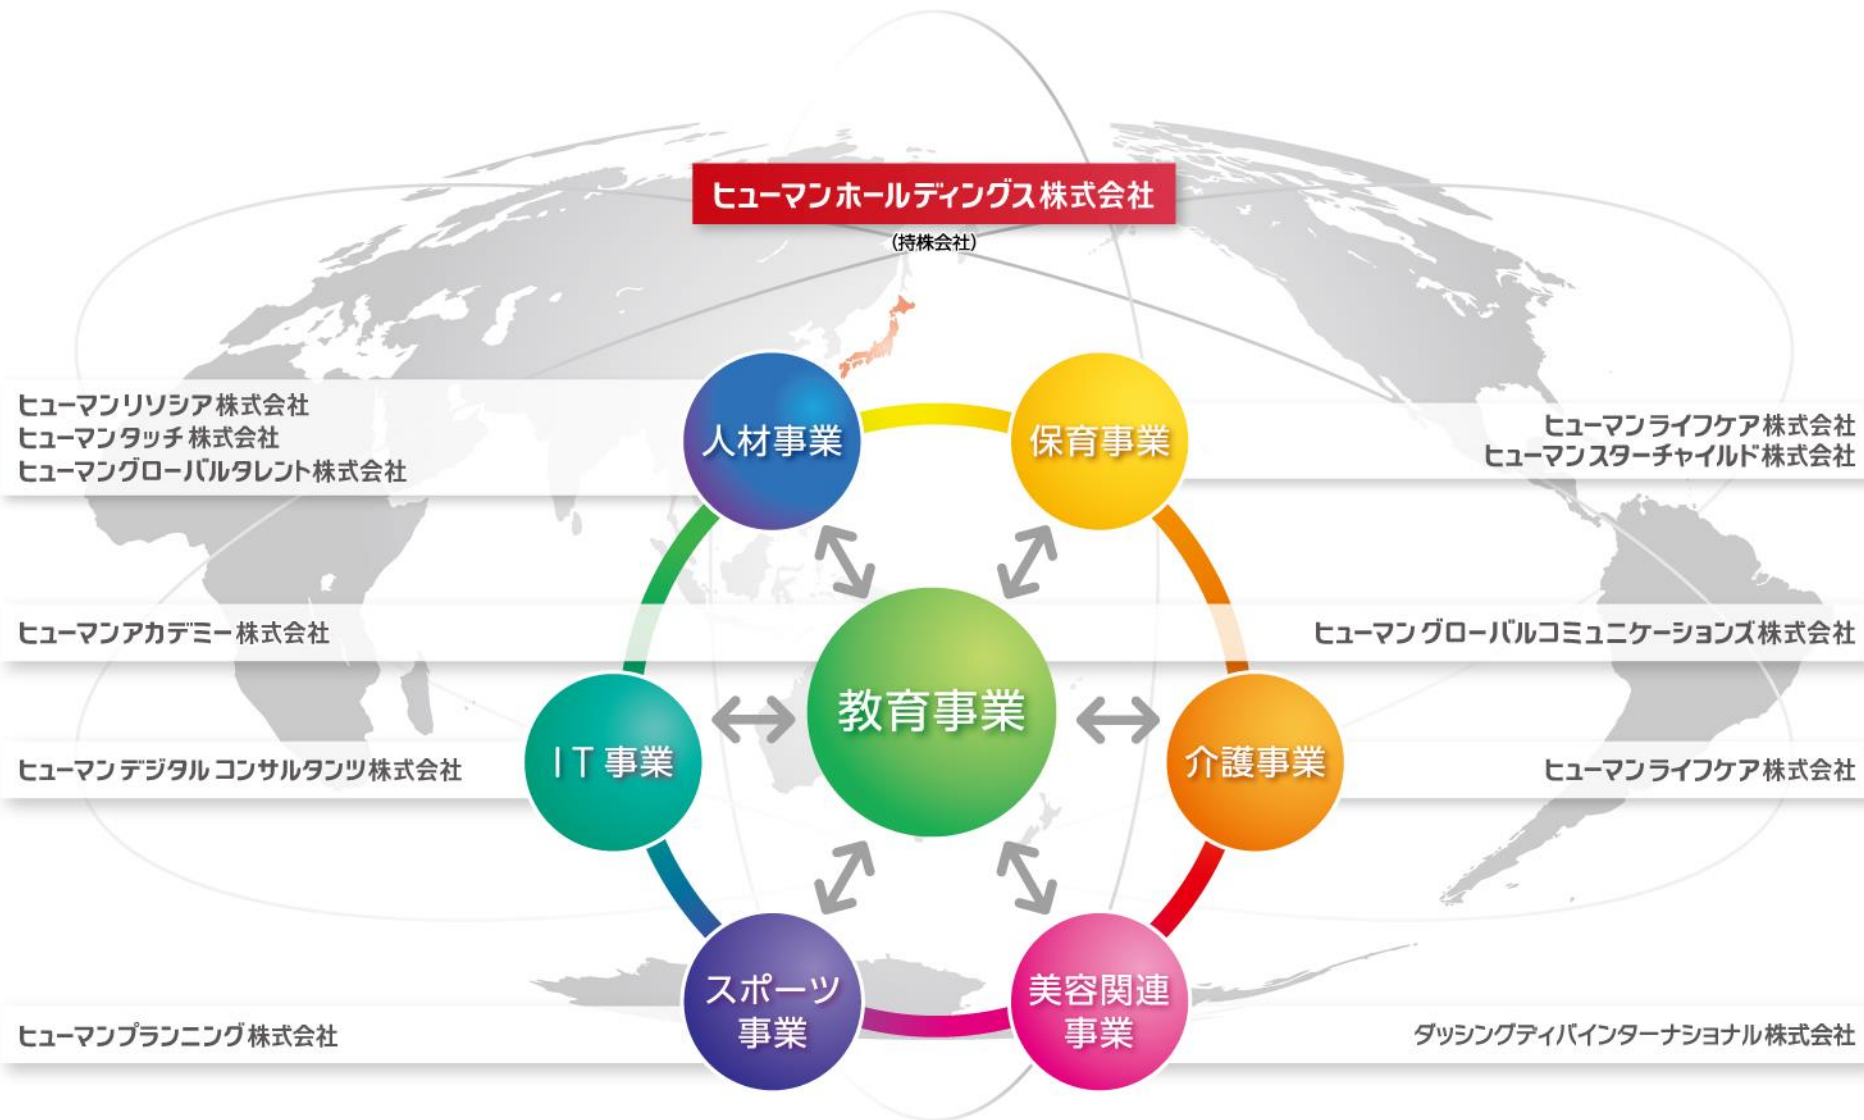 ヒューマンホールディングス株式会社
(持株会社)
ヒューマンリソシア株式会社
ヒューマンタッチ株式会社
ヒューマングローバルタレント株式会社
人材事業
保育事業
ヒューマンライフケア株式会社
ヒューマンスターチャイルド株式会社
ヒューマンアカデミー株式会社
ヒューマングローバルコミュニケーションズ株式会社
教育事業
ヒューマンデジタルコンサルタンツ株式会社
IT事業
介護事業
ヒューマンライフケア株式会社
ヒューマンプランニング株式会社
スポーツ
事業
美容関連
事業
ダッシングディバインターナショナル株式会社